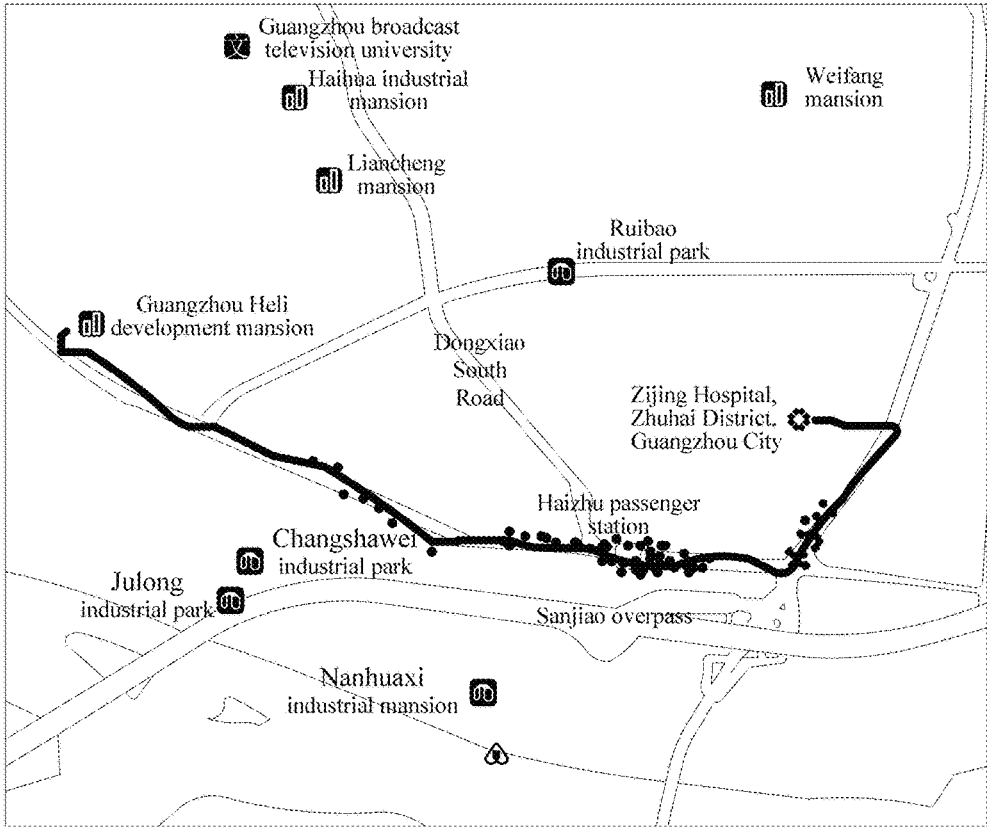 Guangzhou broadcast
television university
Haihua industrial
mansion
Weifang
mansion
Liancheng
mansion
Ruibao
industrial park
Guangzhou Heli
development mansion
Dongxiao
South
Road
Zijing Hospital,
Zhuhai District,
Guangzhou City
Haizhu passenger
station
Changshawei
industrial park
Julong
industrial park
Sanjiao overpass
Nanhuaxi
industrial mansion
文